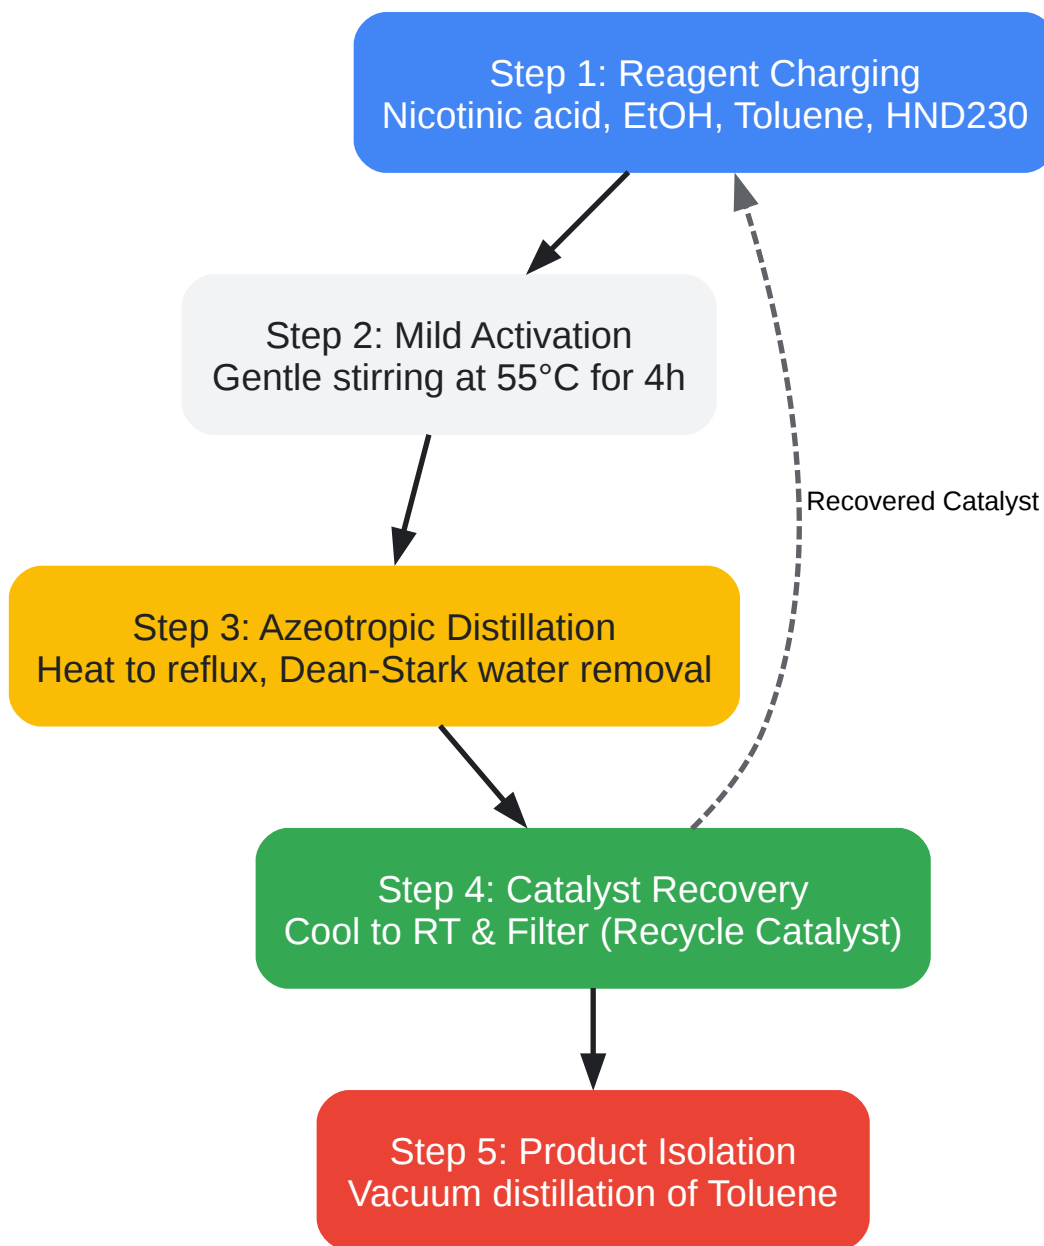 Step 1: Reagent Charging
Nicotinic acid, EtOH, Toluene, HND230
Step 2: Mild Activation
Gentle stirring at 55°C for 4h
Recovered Catalyst
Step 3: Azeotropic Distillation
Heat to reflux, Dean-Stark water removal
Step 4: Catalyst Recovery
Cool to RT & Filter (Recycle Catalyst)
Step 5: Product Isolation
Vacuum distillation of Toluene